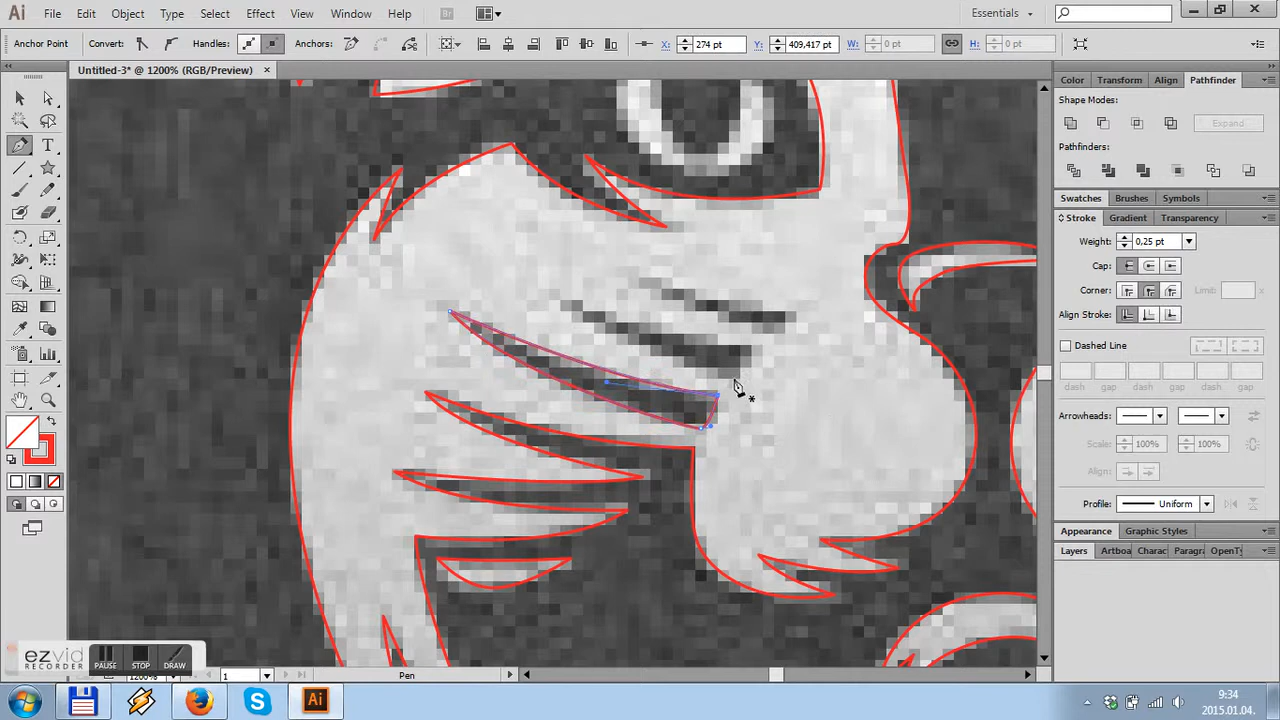 Ai File Edit Object Type Select Effect View Window Help Br Essentials
Anchor Point Convert: Handles: Anchors: X: 274 pt Y: 409,417 pt W: 0 pt H: 0 pt
Untitled-3* @ 1200% (RGB/Preview) ×
Color Transform Align Pathfinder
Shape Modes:
Expand
Pathfinders:
Swatches Brushes Symbols
Stroke Gradient Transparency
Weight: 0,25 pt
Cap:
Corner: Limit: x
Align Stroke:
Dashed Line
dash gap dash gap dash gap
Arrowheads:
Scale: 100% 100%
Align:
Profile: Uniform
Appearance Graphic Styles
Layers Artboa Charac Paragra OpenT
ezvid
RECORDER
PAUSE STOP DRAW
1200% 1 Pen
Ai
9:34
2015.01.04.